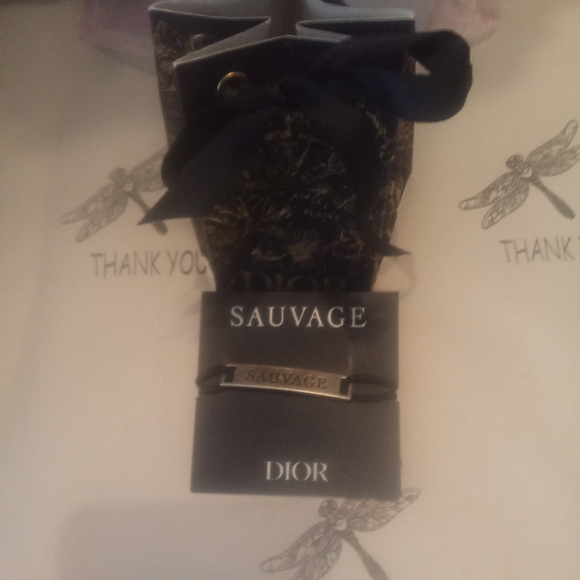 THANK YOU
THANK
DIOR
SAUVAGE
SAUVAGE
DIOR